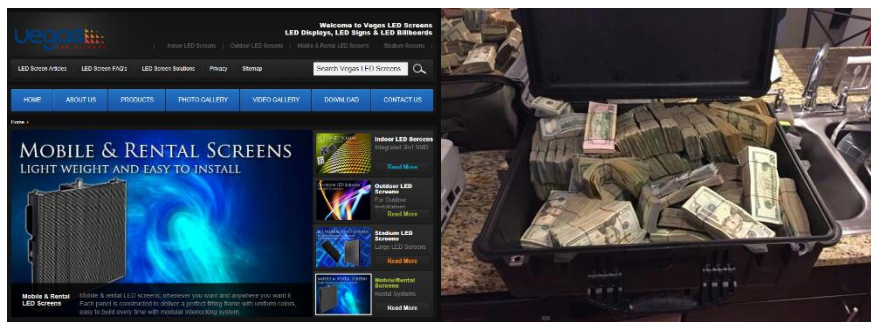 vegas
LED SCREENS
Welcome to Vegas LED Screens
LED Displays, LED Signs & LED Billboards
Indoor LED Screens | Outdoor LED Screens | Mobile & Rental LED Screens | Stadium Screens |
LED Screen Articles | LED Screen FAQ's | LED Screen Solutions | Privacy | Sitemap
Search Vegas LED Screens
HOME
ABOUT US
PRODUCTS
PHOTO GALLERY
VIDEO GALLERY
DOWNLOAD
CONTACT US
Home
MOBILE & RENTAL SCREENS
LIGHT WEIGHT AND EASY TO INSTALL
Mobile & Rental
LED Screens
Mobile & rental LED screens; whenever you want and anywhere you want it.
Each panel is constructed to deliver a perfect fitting frame with uniform colors,
easy to build every time with modular interlocking system.
Indoor LED Screens
Integrated 3in1 SMD
Read More
Outdoor LED
Screens
For Outdoor
Installations
Read More
Stadium LED
Screens
Large LED Screens
Read More
Mobile/Rental
Screens
Rental Systems
Read More